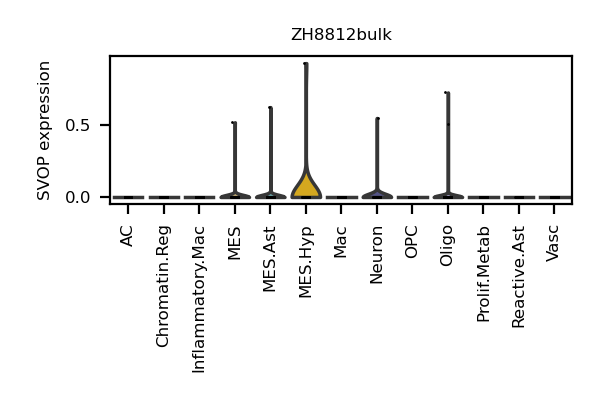 ZH8812bulk
SVOP expression
0.5
0.0
AC
Chromatin.Reg
Inflammatory.Mac
MES
MES.Ast
MES.Hyp
Mac
Neuron
OPC
Oligo
Prolif.Metab
Reactive.Ast
Vasc